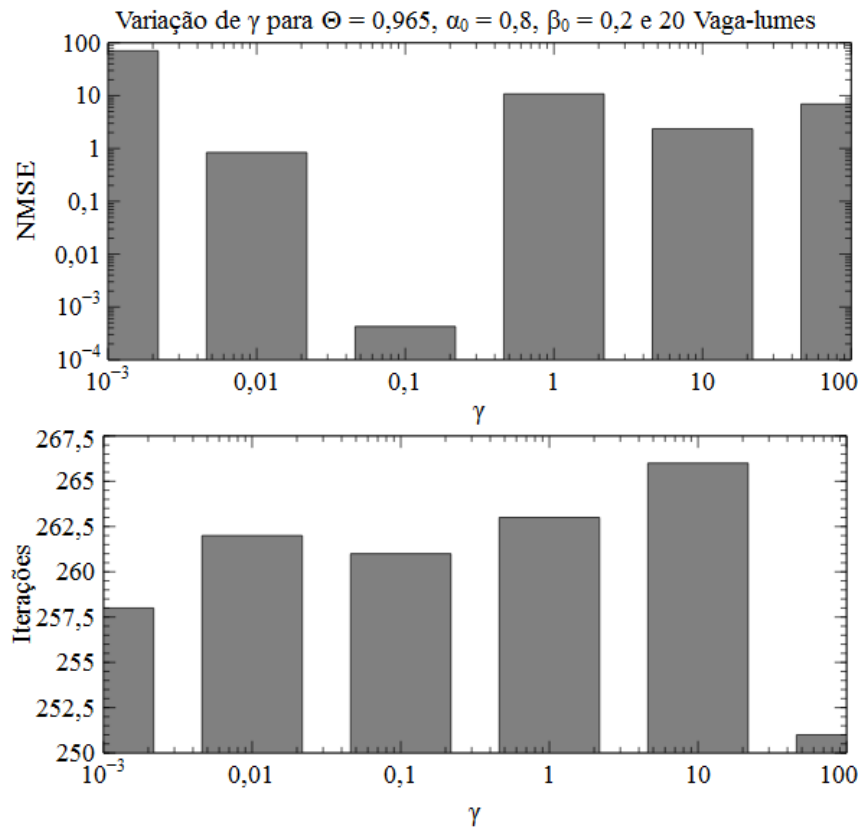 Variação de γ para Θ = 0,965, α₀ = 0,8, β₀ = 0,2 e 20 Vaga-lumes
100
10
1
0,1
0,01
10⁻³
10⁻⁴
NMSE
10⁻³ 0,01 0,1 1 10 100
γ
267,5
265
262,5
260
257,5
255
252,5
250
Iterações
10⁻³ 0,01 0,1 1 10 100
γ